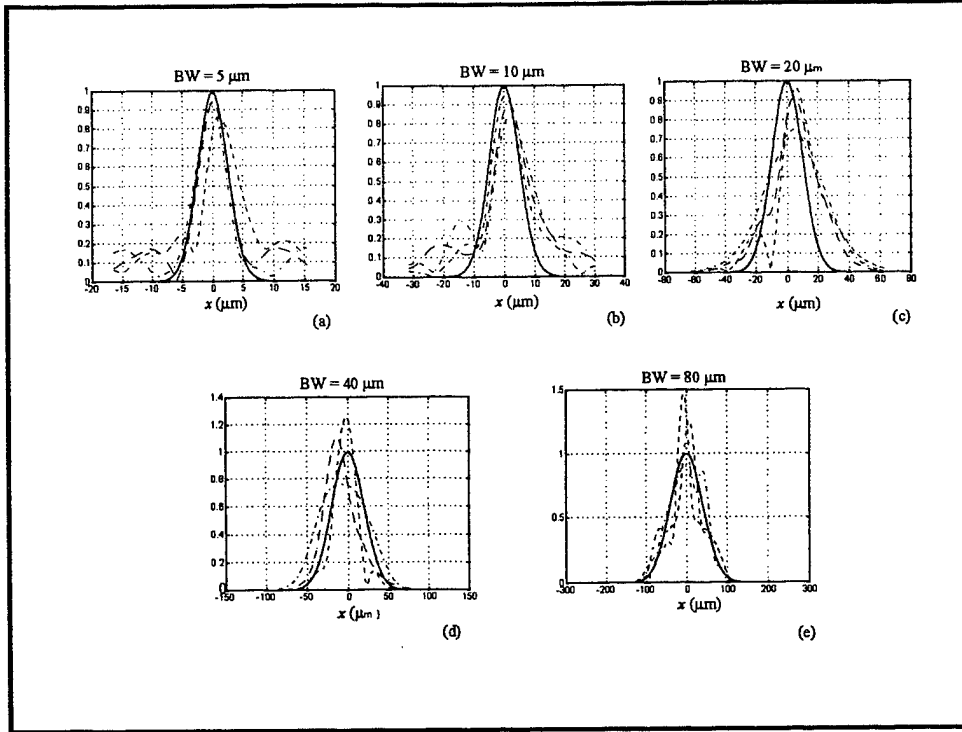 BW = 5 µm
1
0.9
0.8
0.7
0.6
0.5
0.4
0.3
0.2
0.1
0
-20 -15 -10 -5 0 5 10 15 20
x (µm)
(a)
BW = 10 µm
1
0.9
0.8
0.7
0.6
0.5
0.4
0.3
0.2
0.1
0
-40 -30 -20 -10 0 10 20 30 40
x (µm)
(b)
BW = 20 µm
1
0.9
0.8
0.7
0.6
0.5
0.4
0.3
0.2
0.1
0
-80 -60 -40 -20 0 20 40 60 80
x (µm)
(c)
BW = 40 µm
1.4
1.2
1.0
0.8
0.6
0.4
0.2
0
-150 -100 -50 0 50 100 150
x (µm )
(d)
BW = 80 µm
1.5
1
0.5
0
-300 -200 -100 0 100 200 300
x (µm)
(e)